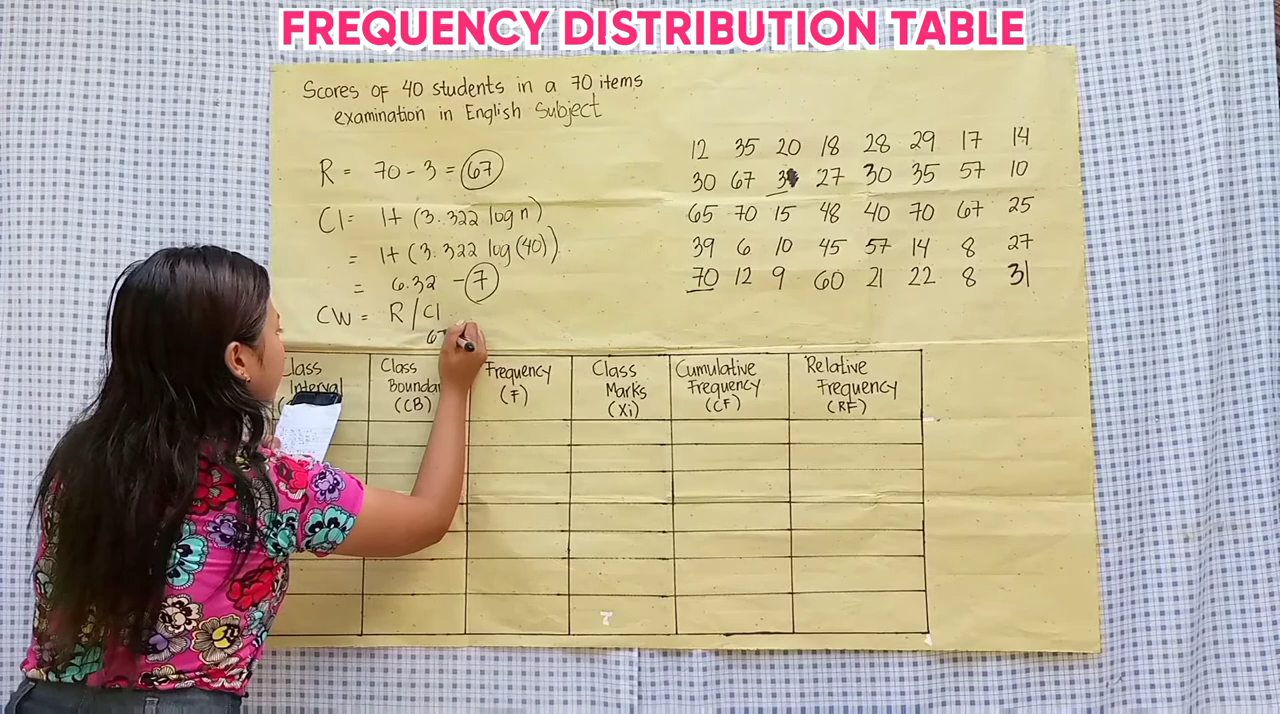 FREQUENCY DISTRIBUTION TABLE
Scores of 40 students in a 70 items
examination in English Subject
R = 70 - 3 = 67
CI = 1+ (3.322 log n)
= 1+ (3.322 log (40))
= 6.32 - 7
CW = R / CI
12 35 20 18 28 29 17 14
30 67 3 27 30 35 57 10
65 70 15 48 40 70 67 25
39 6 10 45 57 14 8 27
70 12 9 60 21 22 8 31
Class
Interval
Class
(CB)
Frequency
(F)
Class
Marks
(Xi)
Cumulative
Frequency
(CF)
Relative
Frequency
(RF)